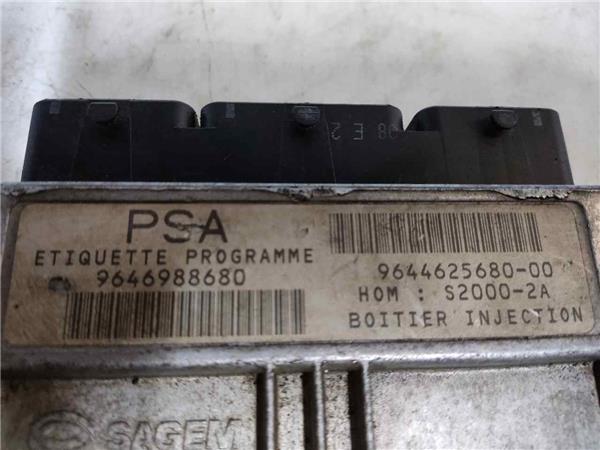 PSA
ETIQUETTE PROGRAMME
9646988680
9644625680-00
HOM : S2000-2A
BOITIER INJECTION
SAGEM